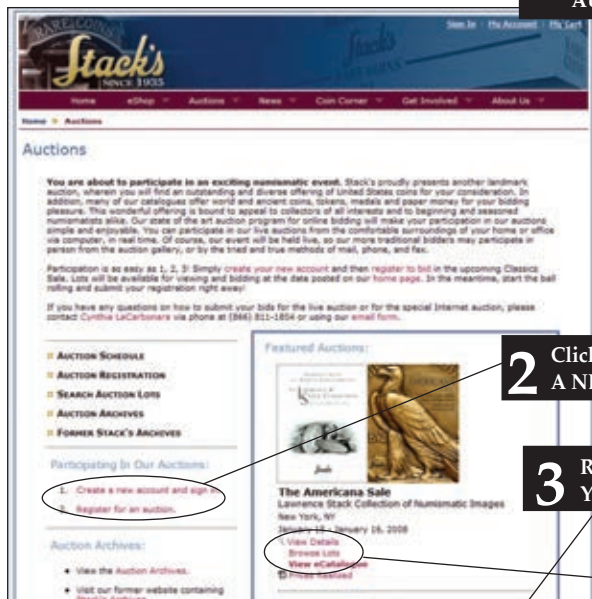 Sign In | My Account | My Cart
RARE COINS
Stack's
SINCE 1935
Home eShop Auctions News Coin Corner Get Involved About Us
Home Auctions
Auctions
You are about to participate in an exciting numismatic event. Stack's proudly presents another landmark
auction, wherein you will find an outstanding and diverse offering of United States coins for your consideration. In
addition, many of our catalogues offer world and ancient coins, tokens, medals and paper money for your bidding
pleasure. This wonderful offering is bound to appeal to collectors of all interests and to beginning and seasoned
numismatists alike. Our state of the art auction program for online bidding will make your participation in our auctions
simple and enjoyable. You can participate in our live auctions from the comfortable surroundings of your home or office
via computer, in real time. Of course, our event will be held live, so our more traditional bidders may participate in
person from the auction gallery, or by the tried and true methods of mail, phone, and fax.
Participation is as easy as 1, 2, 3! Simply create your new account and then register to bid in the upcoming Classics
Sale. Lots will be available for viewing and bidding at the date posted on our home page. In the meantime, start the ball
rolling and submit your registration right away!
If you have any questions on how to submit your bids for the live auction or for the special Internet auction, please
contact Cynthia LaCarbonara via phone at (866) 811-1804 or using our email form.
AUCTION SCHEDULE
AUCTION REGISTRATION
SEARCH AUCTION LOTS
AUCTION ARCHIVES
FORMER STACK'S ARCHIVES
Participating In Our Auctions:
1. Create a new account and sign in.
2. Register for an auction.
Auction Archives:
• View the Auction Archives.
• Visit our former website containing
Stack's Archives
Featured Auctions:
Stack's
The Americana Sale
Lawrence Stack Collection of Numismatic Images
New York, NY
January 15 - January 16, 2008
View Details
Browse Lots
View eCatalogue
Prices Realized
2 Clic
A NE
3 R
Y